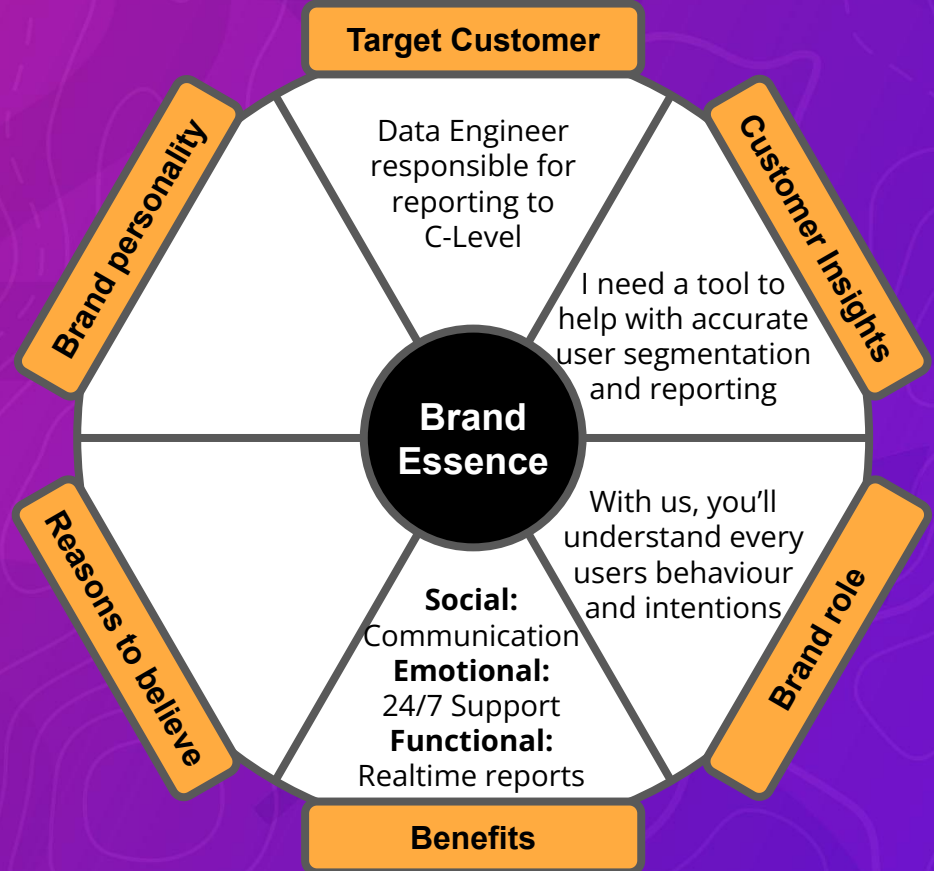 Target Customer
Data Engineer
responsible for
reporting to
C-Level
Customer Insights
I need a tool to
help with accurate
user segmentation
and reporting
Brand role
With us, you’ll
understand every
users behaviour
and intentions
Benefits
Social:
Communication
Emotional:
24/7 Support
Functional:
Realtime reports
Reasons to believe
Brand personality
Brand
Essence